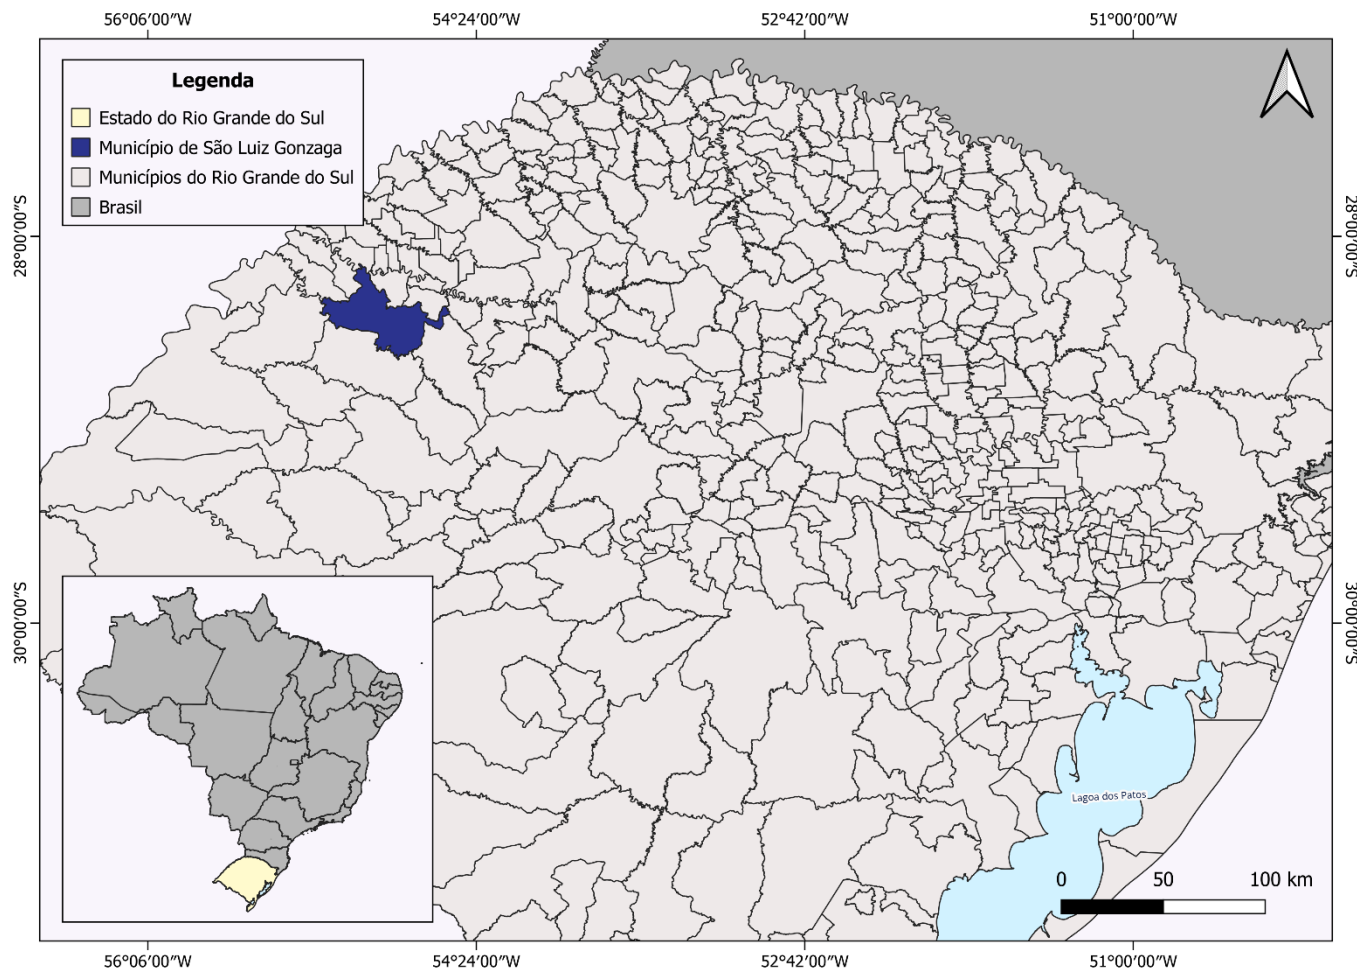 56°06′00″W 54°24′00″W 52°42′00″W 51°00′00″W
Legenda
Estado do Rio Grande do Sul
Município de São Luiz Gonzaga
Municípios do Rio Grande do Sul
Brasil
28°00′00″S
28°00′00″S
30°00′00″S
30°00′00″S
Lagoa dos Patos
0 50 100 km
56°06′00″W 54°24′00″W 52°42′00″W 51°00′00″W